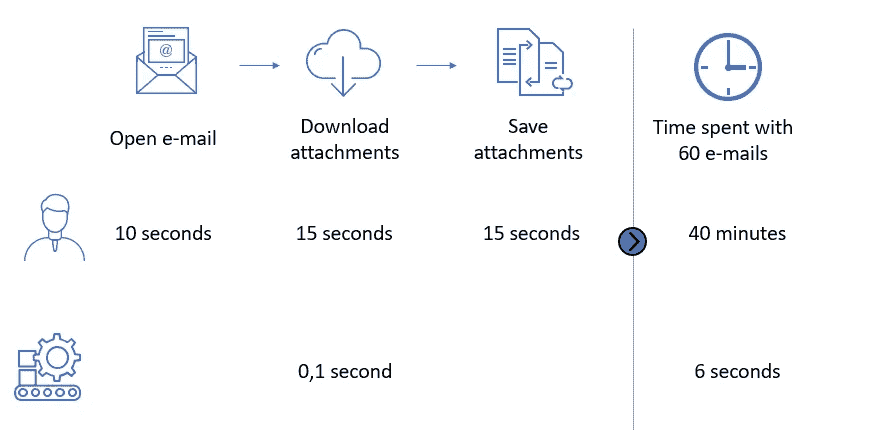 @
Open e-mail
Download
attachments
Save
attachments
Time spent with
60 e-mails
10 seconds
15 seconds
15 seconds
40 minutes
0,1 second
6 seconds